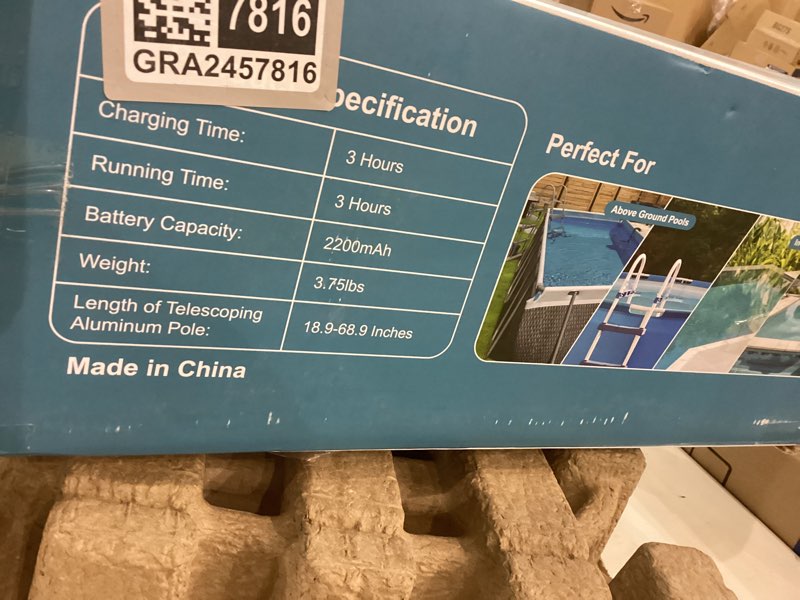 7816
GRA2457816
pecification
Charging Time: 3 Hours
Running Time: 3 Hours
Battery Capacity: 2200mAh
Weight: 3.75lbs
Length of Telescoping
Aluminum Pole: 18.9-68.9 Inches
Made in China
Perfect For
Above Ground Pools